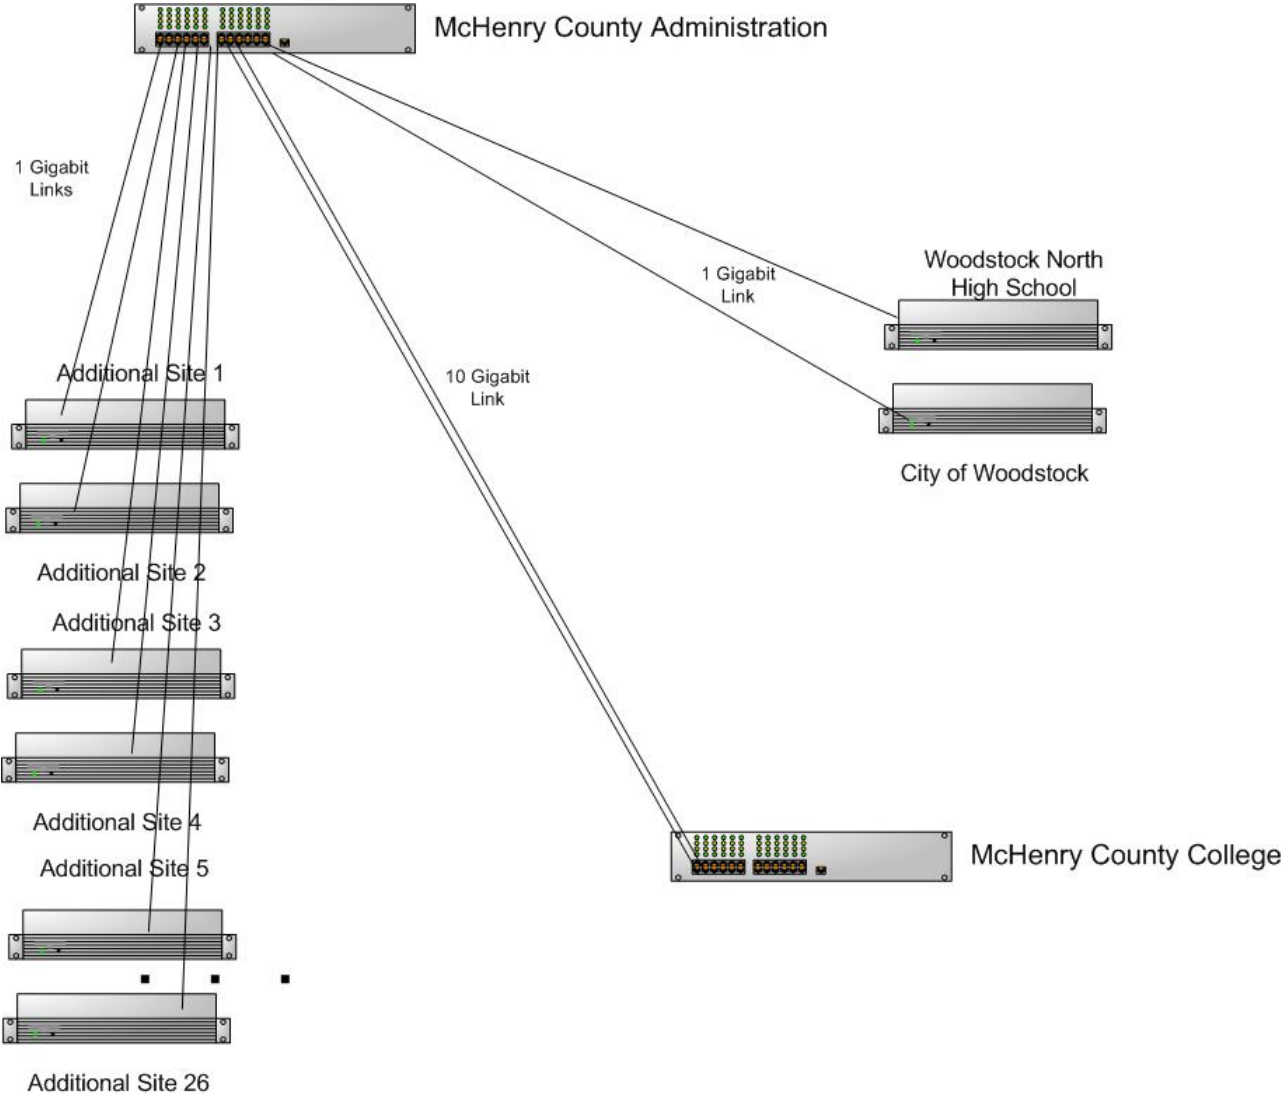 McHenry County Administration
1 Gigabit
Links
Woodstock North
High School
1 Gigabit
Link
Additional Site 1
10 Gigabit
Link
City of Woodstock
Additional Site 2
Additional Site 3
Additional Site 4
McHenry County College
Additional Site 5
Additional Site 26